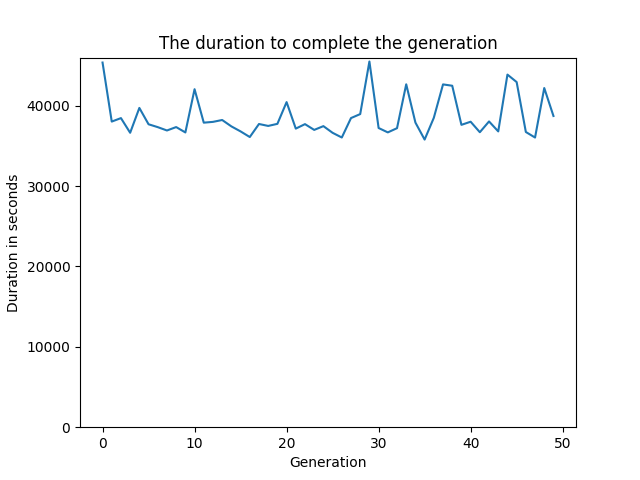 The duration to complete the generation
Duration in seconds
40000
30000
20000
10000
0
0 10 20 30 40 50
Generation